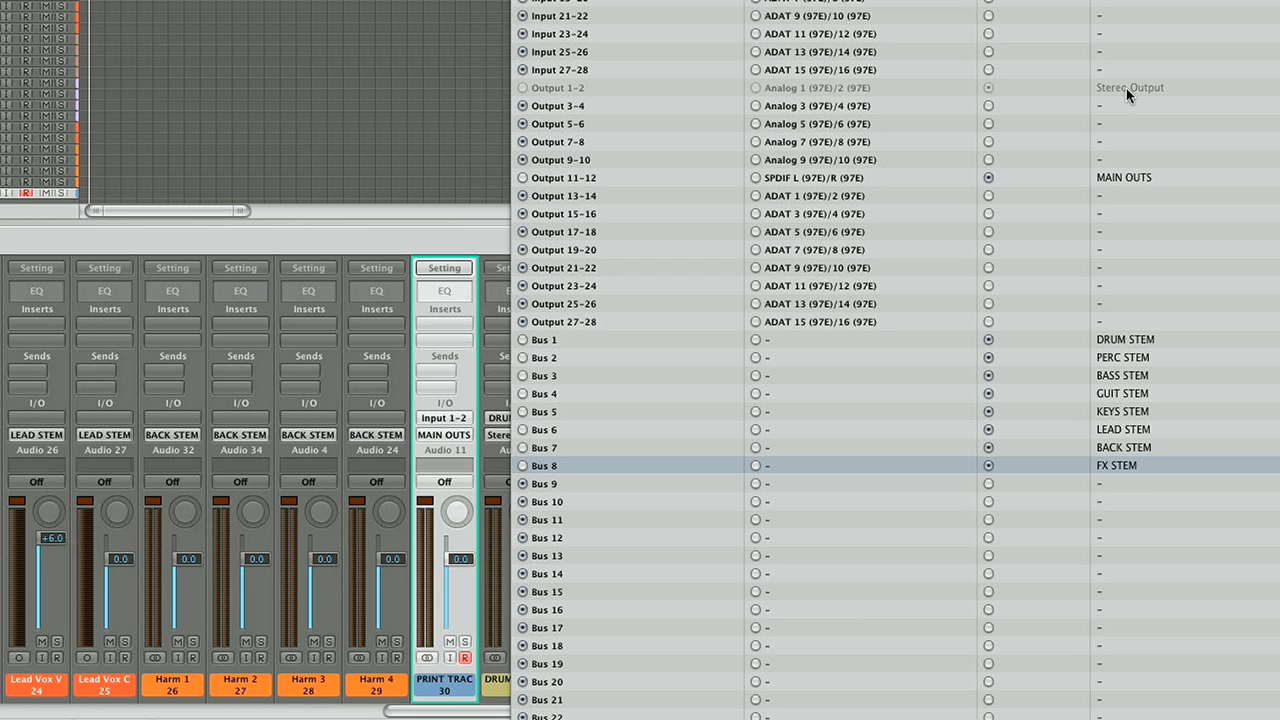 Input 21-22 ADAT 9 (97E)/10 (97E) -
Input 23-24 ADAT 11 (97E)/12 (97E) -
Input 25-26 ADAT 13 (97E)/14 (97E) -
Input 27-28 ADAT 15 (97E)/16 (97E) -
Output 1-2 Analog 1 (97E)/2 (97E) Stereo Output
Output 3-4 Analog 3 (97E)/4 (97E) -
Output 5-6 Analog 5 (97E)/6 (97E) -
Output 7-8 Analog 7 (97E)/8 (97E) -
Output 9-10 Analog 9 (97E)/10 (97E) -
Output 11-12 SPDIF L (97E)/R (97E) MAIN OUTS
Output 13-14 ADAT 1 (97E)/2 (97E) -
Output 15-16 ADAT 3 (97E)/4 (97E) -
Output 17-18 ADAT 5 (97E)/6 (97E) -
Output 19-20 ADAT 7 (97E)/8 (97E) -
Output 21-22 ADAT 9 (97E)/10 (97E) -
Output 23-24 ADAT 11 (97E)/12 (97E) -
Output 25-26 ADAT 13 (97E)/14 (97E) -
Output 27-28 ADAT 15 (97E)/16 (97E) -
Bus 1 - DRUM STEM
Bus 2 - PERC STEM
Bus 3 - BASS STEM
Bus 4 - GUIT STEM
Bus 5 - KEYS STEM
Bus 6 - LEAD STEM
Bus 7 - BACK STEM
Bus 8 - FX STEM
Bus 9 - -
Bus 10 - -
Bus 11 - -
Bus 12 - -
Bus 13 - -
Bus 14 - -
Bus 15 - -
Bus 16 - -
Bus 17 - -
Bus 18 - -
Bus 19 - -
Bus 20 - -
Bus 21 - -
Bus 22 - -
Setting Setting Setting Setting Setting Setting Setting
EQ EQ EQ EQ EQ EQ EQ
Inserts Inserts Inserts Inserts Inserts Inserts Inserts
Sends Sends Sends Sends Sends Sends Sends
I/O I/O I/O I/O I/O I/O I/O
Input 1-2 DRU
LEAD STEM LEAD STEM BACK STEM BACK STEM BACK STEM BACK STEM MAIN OUTS Stere
Audio 26 Audio 27 Audio 32 Audio 34 Audio 4 Audio 24 Audio 11
Off Off Off Off Off Off Off
+6.0 0.0 0.0 0.0 0.0 0.0 0.0
M S M S M S M S M S M S M S
I R I R I R I R I R I R I R
Lead Vox V Lead Vox C Harm 1 Harm 2 Harm 3 Harm 4 PRINT TRAC DRUM
24 25 26 27 28 29 30